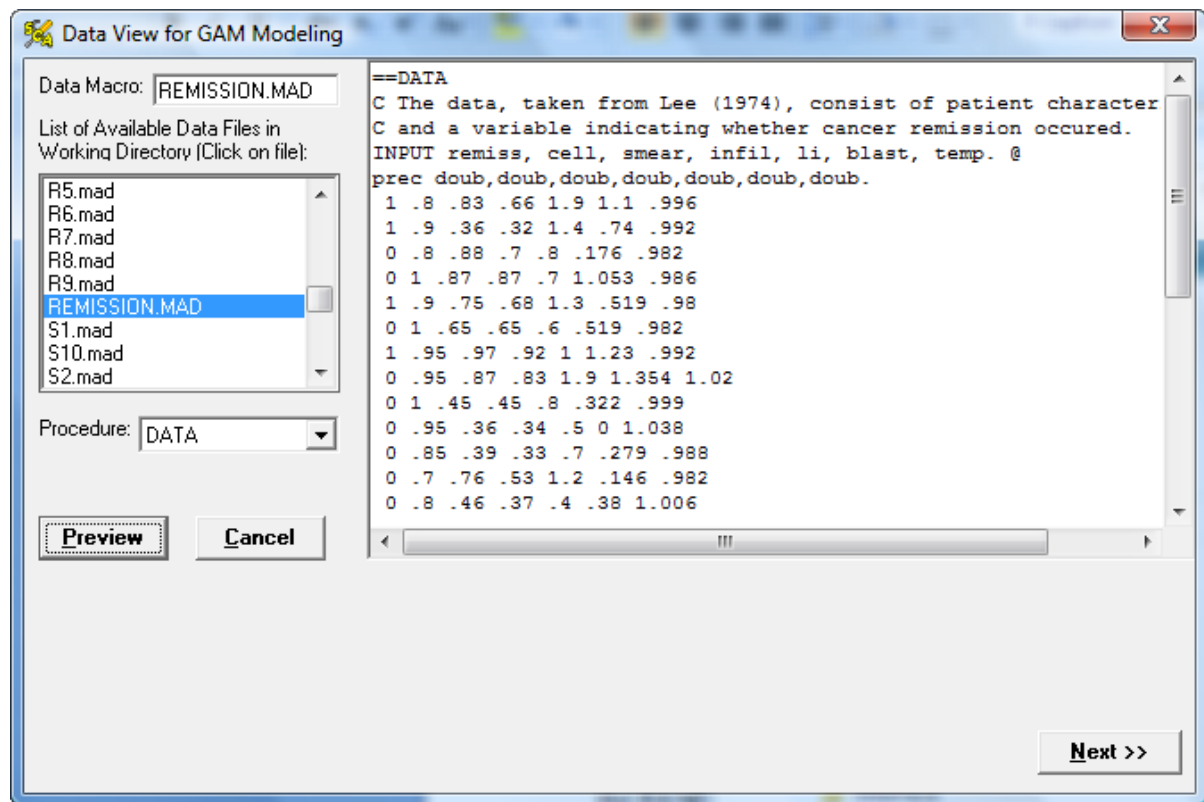 Data View for GAM Modeling
Data Macro: REMISSION.MAD
List of Available Data Files in
Working Directory (Click on file):
R5.mad
R6.mad
R7.mad
R8.mad
R9.mad
REMISSION.MAD
S1.mad
S10.mad
S2.mad
Procedure: DATA
Preview
Cancel
==DATA
C The data, taken from Lee (1974), consist of patient character
C and a variable indicating whether cancer remission occured.
INPUT remiss, cell, smear, infil, li, blast, temp. @
prec doub,doub,doub,doub,doub,doub,doub.
1 .8 .83 .66 1.9 1.1 .996
1 .9 .36 .32 1.4 .74 .992
0 .8 .88 .7 .8 .176 .982
0 1 .87 .87 .7 1.053 .986
1 .9 .75 .68 1.3 .519 .98
0 1 .65 .65 .6 .519 .982
1 .95 .97 .92 1 1.23 .992
0 .95 .87 .83 1.9 1.354 1.02
0 1 .45 .45 .8 .322 .999
0 .95 .36 .34 .5 0 1.038
0 .85 .39 .33 .7 .279 .988
0 .7 .76 .53 1.2 .146 .982
0 .8 .46 .37 .4 .38 1.006
Next >>